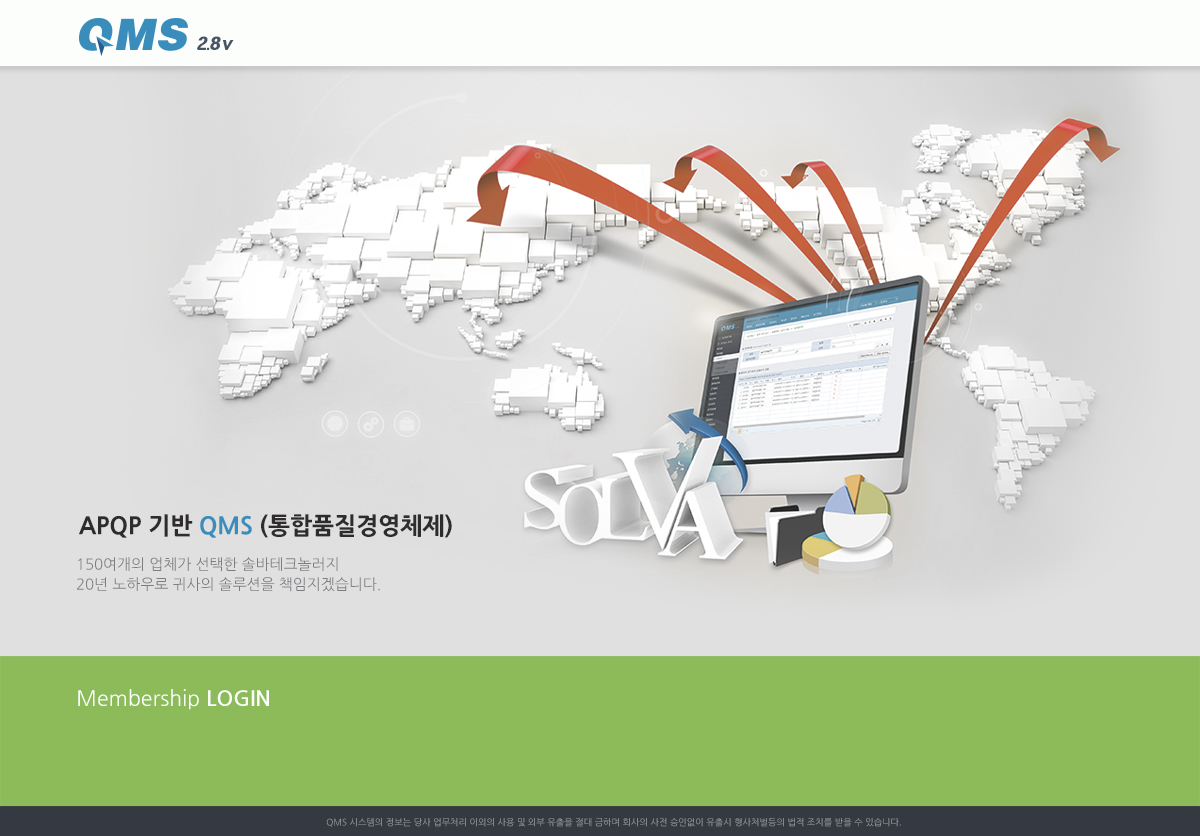 QMS 2.8v
QMS
SOLVA
APQP 기반 QMS (통합품질경영체제)
150여개의 업체가 선택한 솔바테크놀러지
20년 노하우로 귀사의 솔루션을 책임지겠습니다.
Membership LOGIN
QMS 시스템의 정보는 당사 업무처리 이외의 사용 및 외부 유출을 절대 금하며 회사의 사전 승인없이 유출시 형사처벌등의 법적 조치를 받을 수 있습니다.